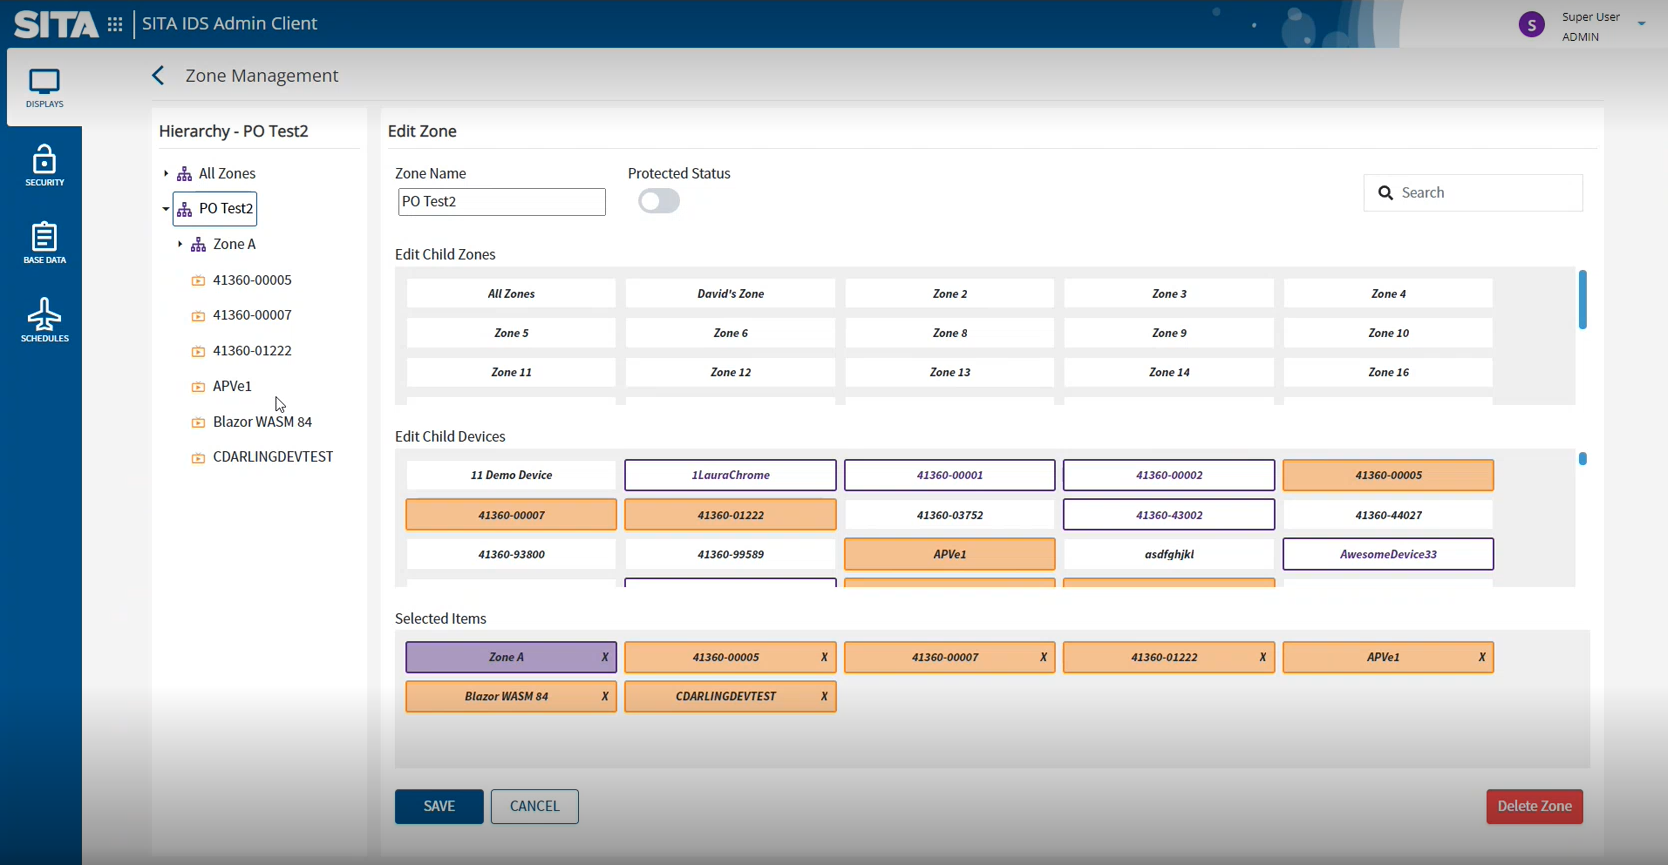 SITA SITA IDS Admin Client
S Super User
ADMIN
DISPLAYS
SECURITY
BASE DATA
SCHEDULES
Zone Management
Hierarchy - PO Test2
All Zones
PO Test2
Zone A
41360-00005
41360-00007
41360-01222
APVe1
Blazor WASM 84
CDARLINGDEVTEST
Edit Zone
Zone Name Protected Status
PO Test2
Search
Edit Child Zones
All Zones David's Zone Zone 2 Zone 3 Zone 4
Zone 5 Zone 6 Zone 8 Zone 9 Zone 10
Zone 11 Zone 12 Zone 13 Zone 14 Zone 16
Edit Child Devices
11 Demo Device 1LauraChrome 41360-00001 41360-00002 41360-00005
41360-00007 41360-01222 41360-03752 41360-43002 41360-44027
41360-93800 41360-99589 APVe1 asdfghjkl AwesomeDevice33
Selected Items
Zone A X 41360-00005 X 41360-00007 X 41360-01222 X APVe1 X
Blazor WASM 84 X CDARLINGDEVTEST X
SAVE CANCEL Delete Zone